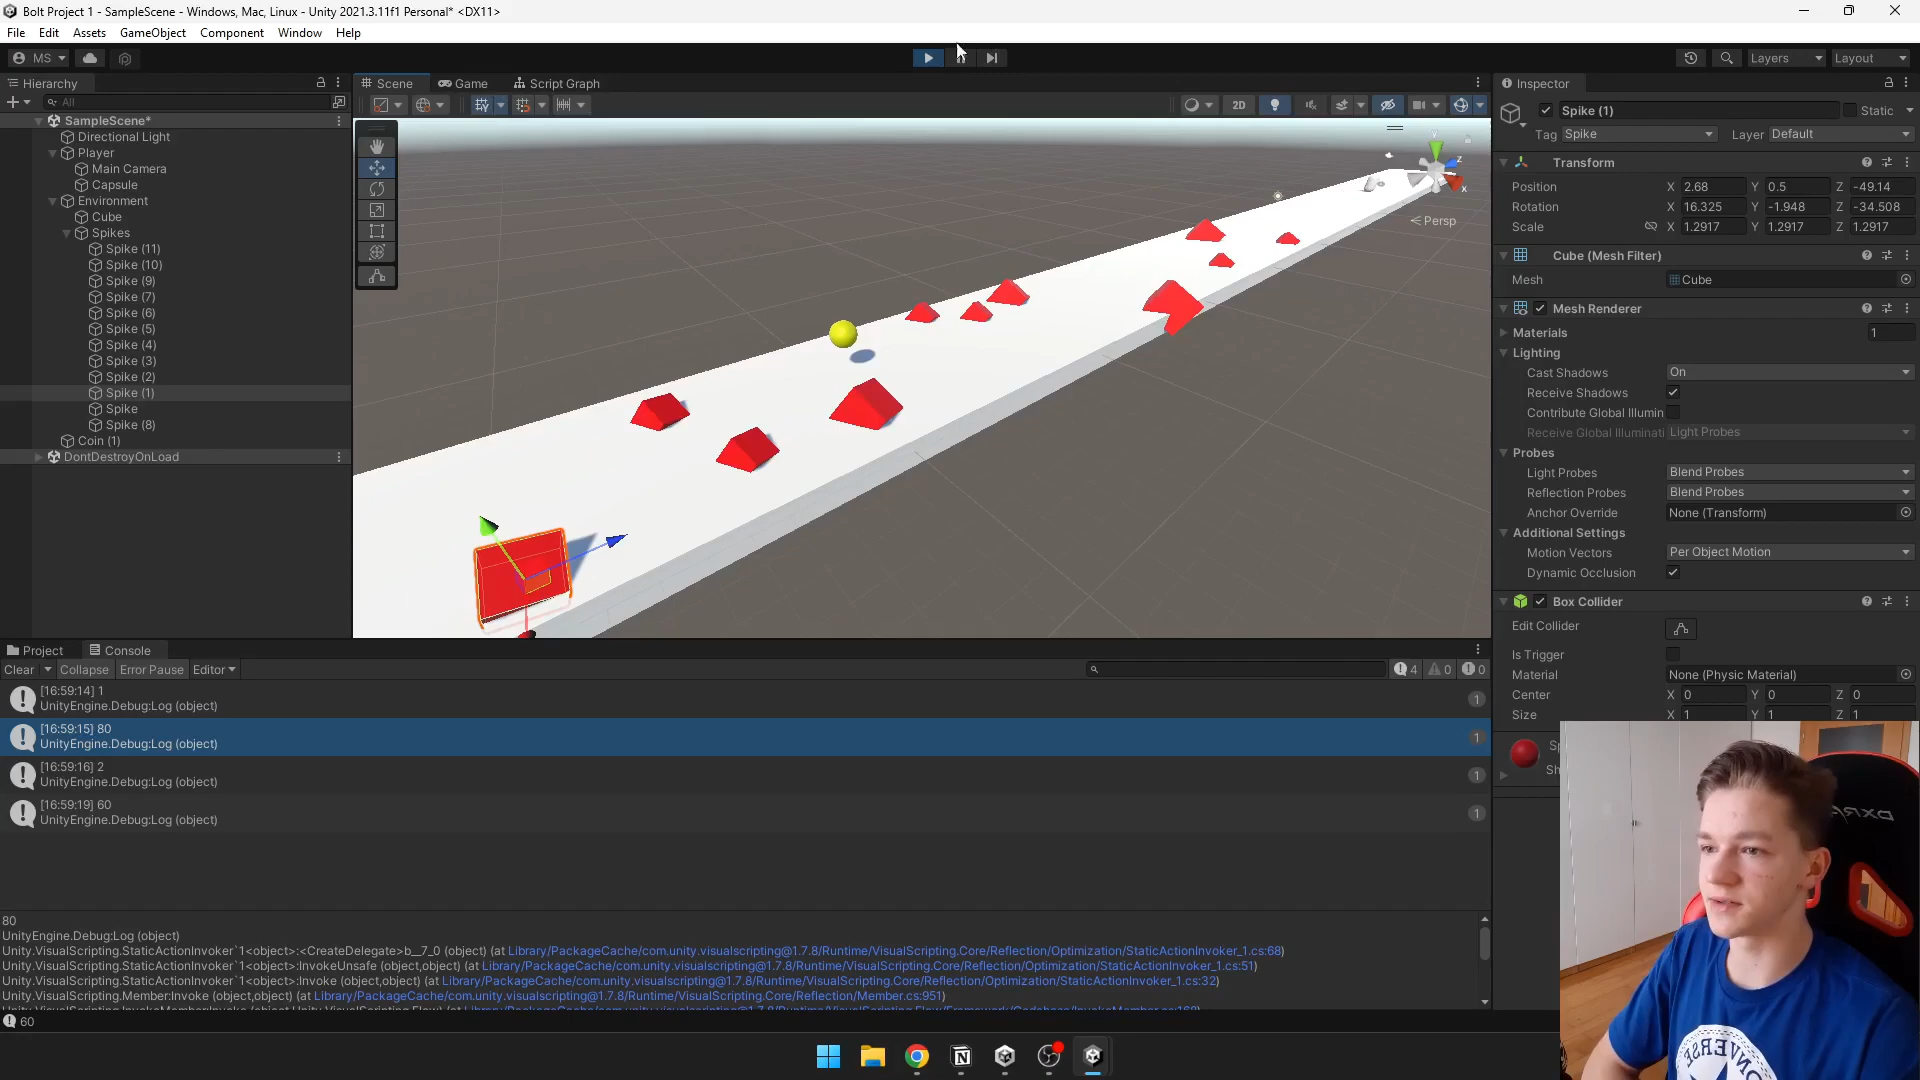 Bolt Project 1 - SampleScene - Windows, Mac, Linux - Unity 2021.3.11f1 Personal* <DX11>
File Edit Assets GameObject Component Window Help
MS
Layers Layout
Hierarchy
All
SampleScene*
Directional Light
Player
Main Camera
Capsule
Environment
Cube
Spikes
Spike (11)
Spike (10)
Spike (9)
Spike (7)
Spike (6)
Spike (5)
Spike (4)
Spike (3)
Spike (2)
Spike (1)
Spike
Spike (8)
Coin (1)
DontDestroyOnLoad
Scene Game Script Graph
2D
y
z
x
Persp
Inspector
Spike (1) Static
Tag Spike Layer Default
Transform
Position X 2.68 Y 0.5 Z -49.14
Rotation X 16.325 Y -1.948 Z -34.508
Scale X 1.2917 Y 1.2917 Z 1.2917
Cube (Mesh Filter)
Mesh Cube
Mesh Renderer
Materials 1
Lighting
Cast Shadows On
Receive Shadows
Contribute Global Illumin
Receive Global Illuminati Light Probes
Probes
Light Probes Blend Probes
Reflection Probes Blend Probes
Anchor Override None (Transform)
Additional Settings
Motion Vectors Per Object Motion
Dynamic Occlusion
Box Collider
Edit Collider
Is Trigger
Material None (Physic Material)
Center X 0 Y 0 Z 0
Size X 1 Y 1 Z 1
Project Console
Clear Collapse Error Pause Editor
4 0 0
[16:59:14] 1
UnityEngine.Debug:Log (object)
1
[16:59:15] 80
UnityEngine.Debug:Log (object)
1
[16:59:16] 2
UnityEngine.Debug:Log (object)
1
[16:59:19] 60
UnityEngine.Debug:Log (object)
1
80
UnityEngine.Debug:Log (object)
Unity.VisualScripting.StaticActionInvoker`1<object>:<CreateDelegate>b__7_0 (object) (at Library/PackageCache/com.unity.visualscripting@1.7.8/Runtime/VisualScripting.Core/Reflection/Optimization/StaticActionInvoker_1.cs:68)
Unity.VisualScripting.StaticActionInvoker`1<object>:InvokeUnsafe (object,object) (at Library/PackageCache/com.unity.visualscripting@1.7.8/Runtime/VisualScripting.Core/Reflection/Optimization/StaticActionInvoker_1.cs:51)
Unity.VisualScripting.StaticActionInvoker`1<object>:Invoke (object,object) (at Library/PackageCache/com.unity.visualscripting@1.7.8/Runtime/VisualScripting.Core/Reflection/Optimization/StaticActionInvoker_1.cs:32)
Unity.VisualScripting.Member:Invoke (object,object) (at Library/PackageCache/com.unity.visualscripting@1.7.8/Runtime/VisualScripting.Core/Reflection/Member.cs:951)
60